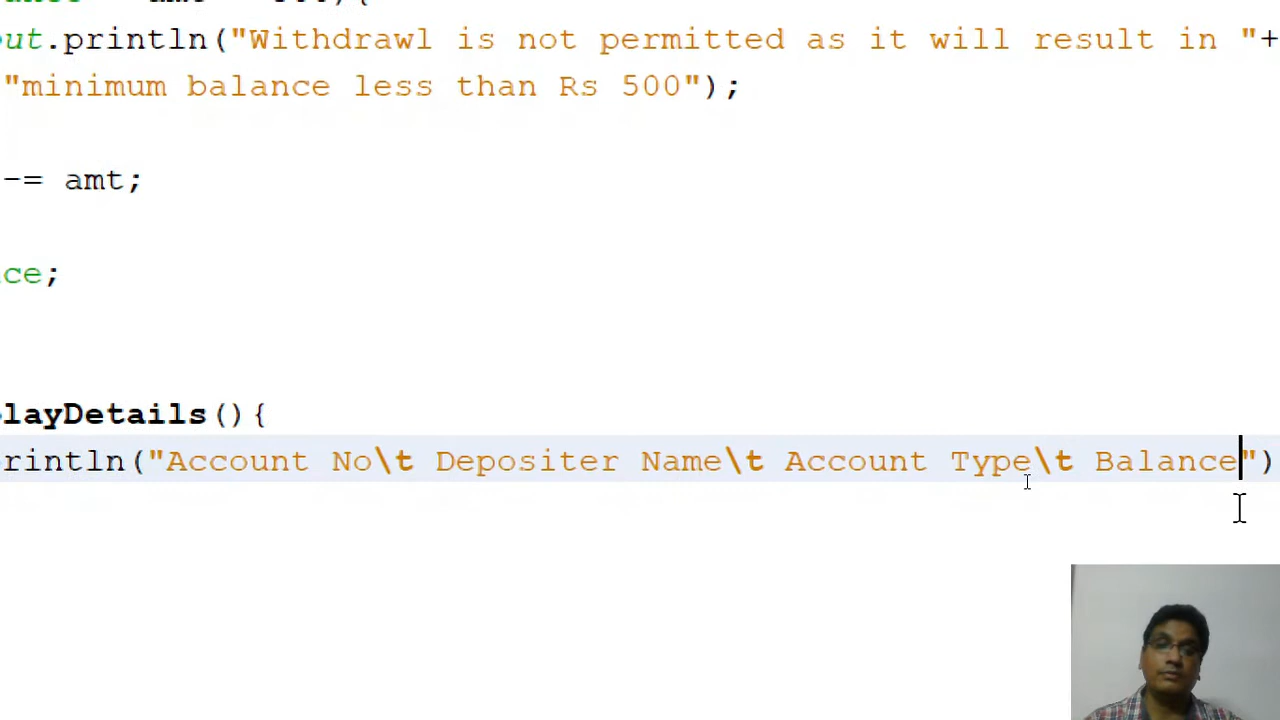 ut.println("Withdrawl is not permitted as it will result in "+
"minimum balance less than Rs 500");
-= amt;
ce;
layDetails(){
rintln("Account No\t Depositer Name\t Account Type\t Balance")